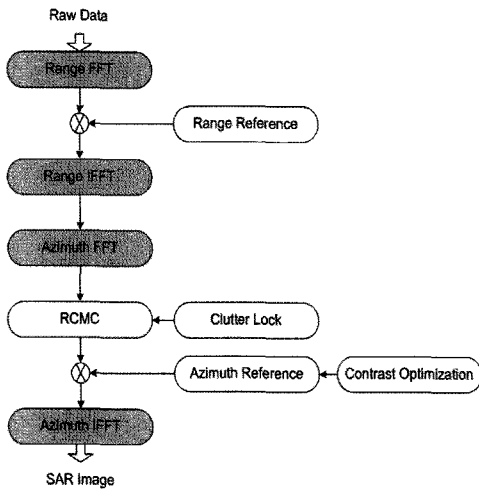 Raw Data
Range FFT
Range Reference
Range IFFT
Azimuth FFT
RCMC
Clutter Lock
Azimuth Reference
Contrast Optimization
Azimuth IFFT
SAR Image